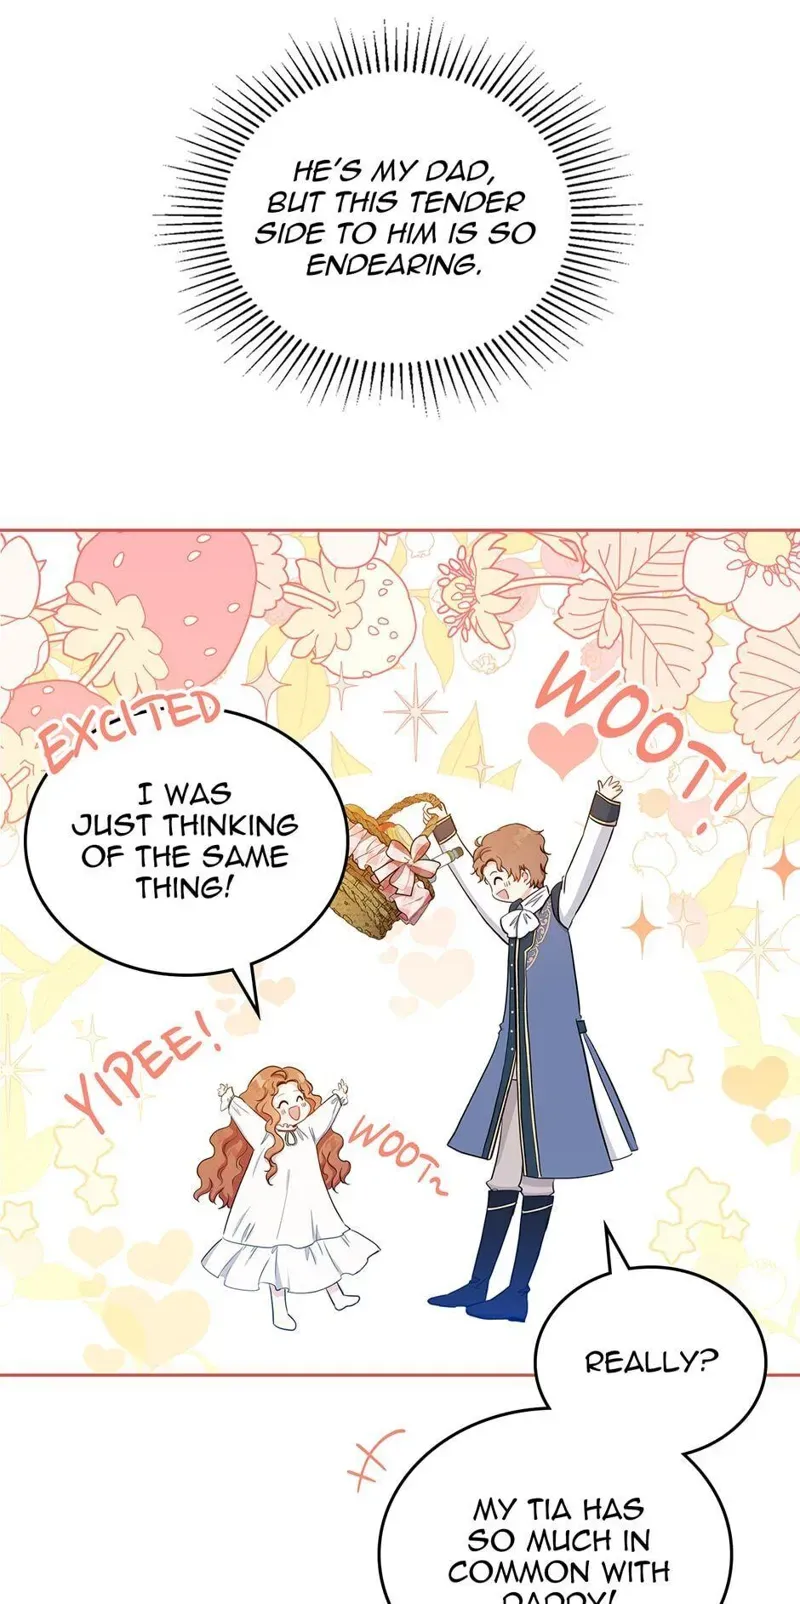 HE'S MY DAD,
BUT THIS TENDER
SIDE TO HIM IS SO
ENDEARING.
EXCITED
WOOT!
I WAS
JUST THINKING
OF THE SAME
THING!
YIPEE!
WOOT~
REALLY?
MY TIA HAS
SO MUCH IN
COMMON WITH